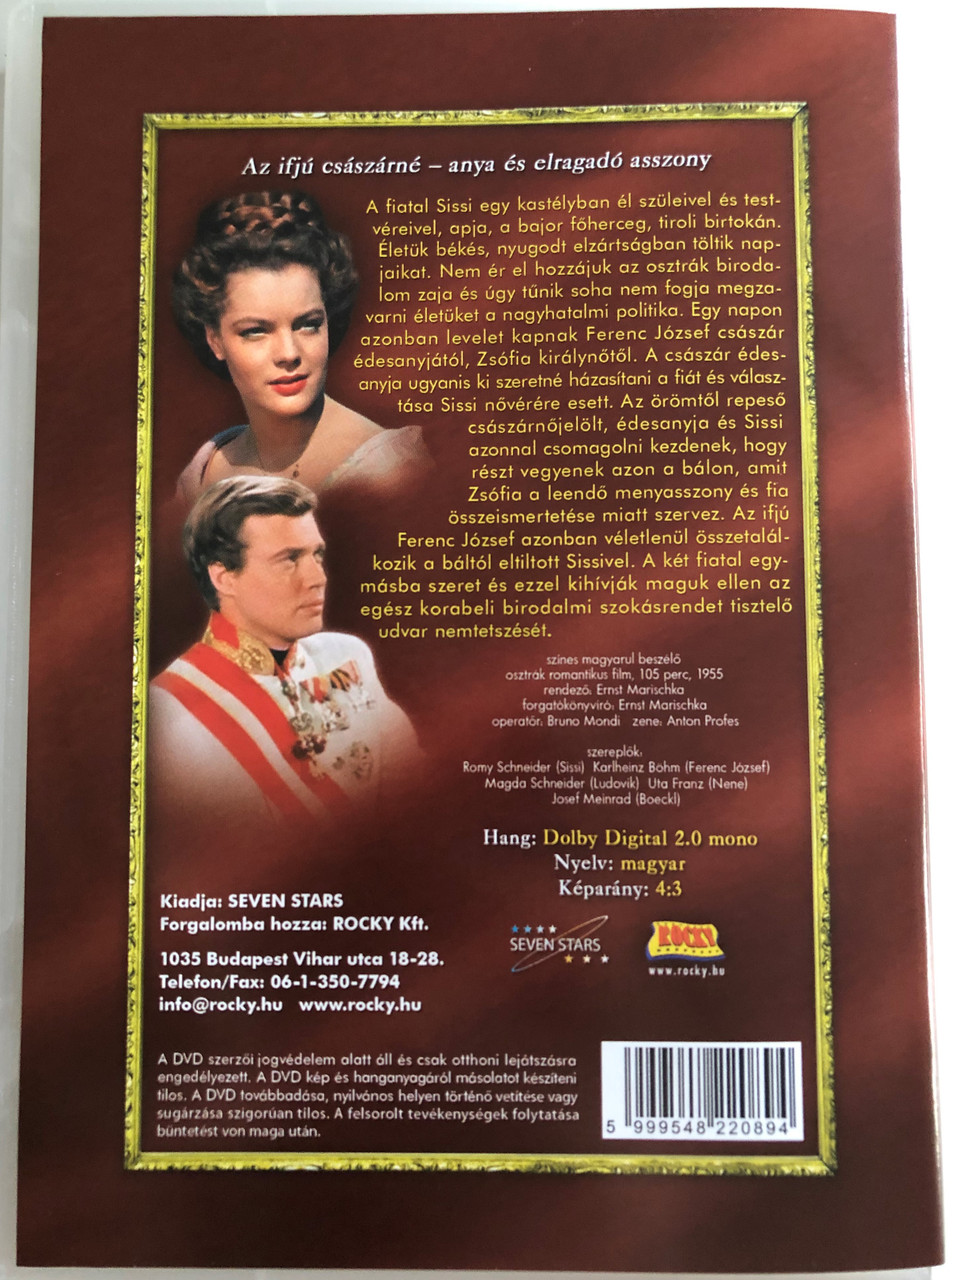 Az ifjú császárné – anya és elragadó asszony
A fiatal Sissi egy kastélyban él szüleivel és test-
véreivel, apja, a bajor főherceg, tiroli birtokán.
Életük békés, nyugodt elzártságban töltik nap-
jaikat. Nem ér el hozzájuk az osztrák biroda-
lom zaja és úgy tűnik soha nem fogja megza-
varni életüket a nagyhatalmi politika. Egy napon
azonban levelet kapnak Ferenc József császár
édesanyjától, Zsófia királynőtől. A császár édes-
anyja ugyanis ki szeretné házasítani a fiát és válasz-
tása Sissi nővérére esett. Az örömtől repeső
császárnőjelölt, édesanyja és Sissi
azonnal csomagolni kezdenek, hogy
részt vegyenek azon a bálon, amit
Zsófia a leendő menyasszony és fia
összeismertetése miatt szervez. Az ifjú
Ferenc József azonban véletlenül összetalál-
kozik a báltól eltiltott Sissivel. A két fiatal egy-
másba szeret és ezzel kihívják maguk ellen az
egész korabeli birodalmi szokásrendet tisztelő
udvar nemtetszését.
színes magyarul beszélő
osztrák romantikus film, 105 perc, 1955
rendező: Ernst Marischka
forgatókönyvíró: Ernst Marischka
operatőr: Bruno Mondi zene: Anton Profes
szereplők:
Romy Schneider (Sissi) Karlheinz Böhm (Ferenc József)
Magda Schneider (Ludovik) Uta Franz (Nene)
Josef Meinrad (Boeckl)
Hang: Dolby Digital 2.0 mono
Nyelv: magyar
Képarány: 4:3
Kiadja: SEVEN STARS
Forgalomba hozza: ROCKY Kft.
1035 Budapest Vihar utca 18-28.
Telefon/Fax: 06-1-350-7794
info@rocky.hu www.rocky.hu
SEVEN STARS
ROCKY
www.rocky.hu
A DVD szerzői jogvédelem alatt áll és csak otthoni lejátszásra
engedélyezett. A DVD kép és hanganyagáról másolatot készíteni
tilos. A DVD továbbadása, nyilvános helyen történő vetítése vagy
sugárzása szigorúan tilos. A felsorolt tevékenységek folytatása
büntetést von maga után.
5 999548 220894